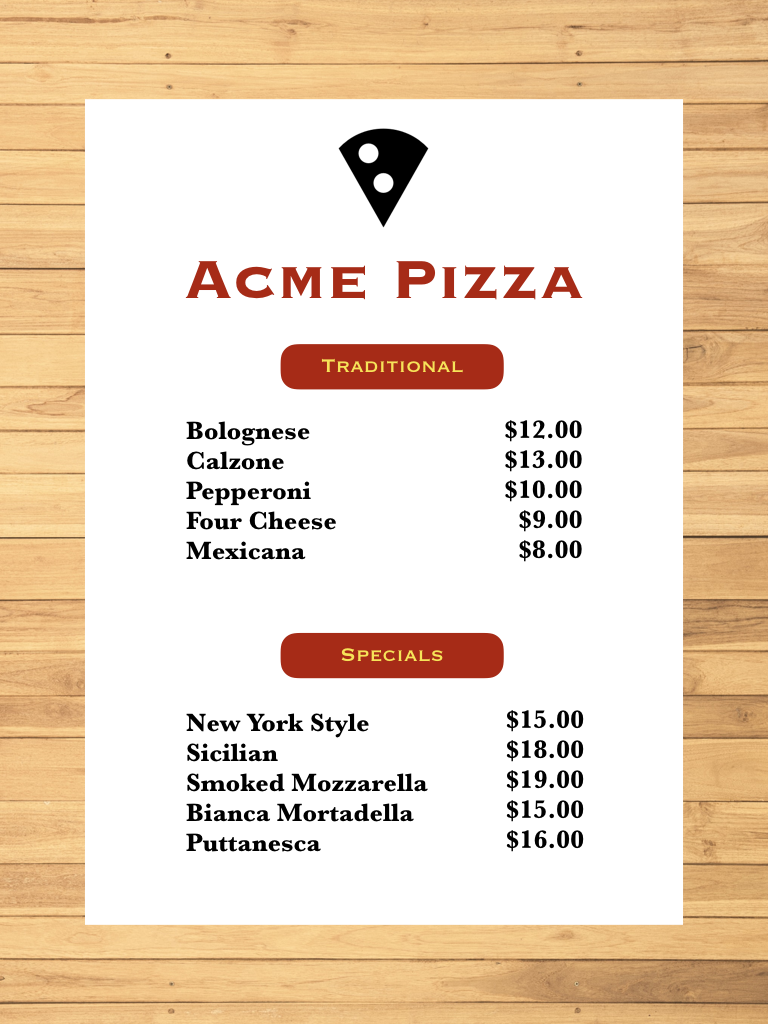 Acme Pizza
Traditional
Bolognese $12.00
Calzone $13.00
Pepperoni $10.00
Four Cheese $9.00
Mexicana $8.00
Specials
New York Style $15.00
Sicilian $18.00
Smoked Mozzarella $19.00
Bianca Mortadella $15.00
Puttanesca $16.00